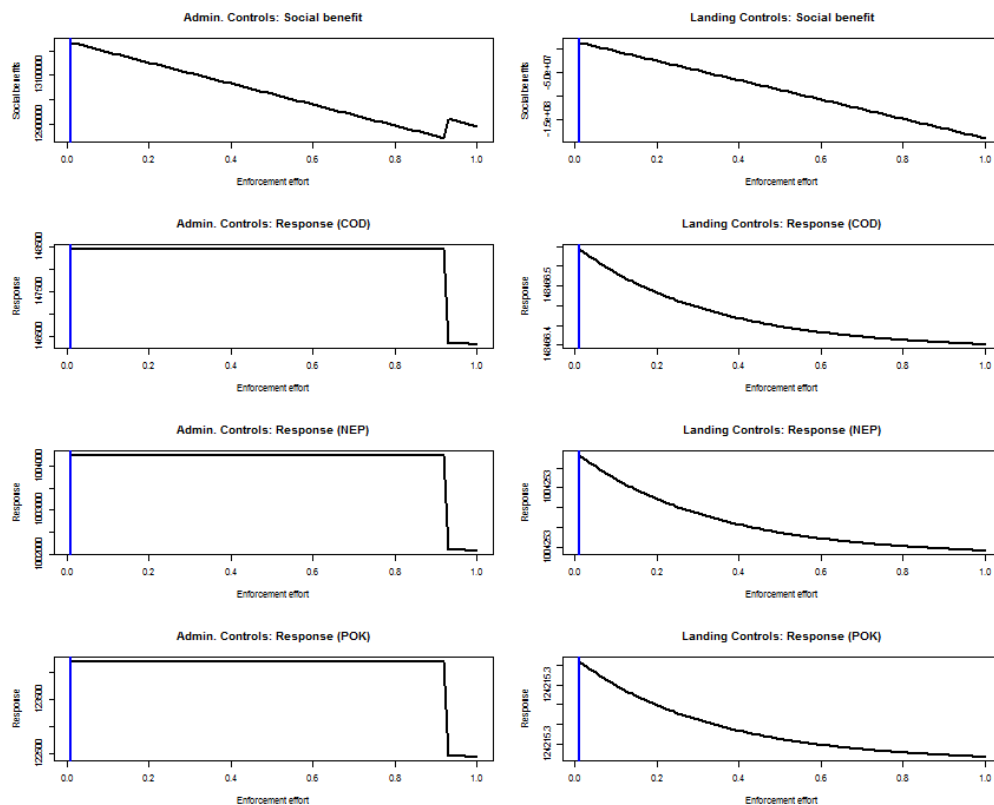 Admin. Controls: Social benefit
Social benefits
13100000
12900000
0.0 0.2 0.4 0.6 0.8 1.0
Enforcement effort
Landing Controls: Social benefit
Social benefits
-5.0e+07
-1.5e+08
0.0 0.2 0.4 0.6 0.8 1.0
Enforcement effort
Admin. Controls: Response (COD)
Response
148500
147500
146500
0.0 0.2 0.4 0.6 0.8 1.0
Enforcement effort
Landing Controls: Response (COD)
Response
148466.5
148466.4
0.0 0.2 0.4 0.6 0.8 1.0
Enforcement effort
Admin. Controls: Response (NEP)
Response
1004000
1003000
1002000
0.0 0.2 0.4 0.6 0.8 1.0
Enforcement effort
Landing Controls: Response (NEP)
Response
1004253
1004253
0.0 0.2 0.4 0.6 0.8 1.0
Enforcement effort
Admin. Controls: Response (POK)
Response
123500
122500
0.0 0.2 0.4 0.6 0.8 1.0
Enforcement effort
Landing Controls: Response (POK)
Response
124215.3
124215.3
0.0 0.2 0.4 0.6 0.8 1.0
Enforcement effort